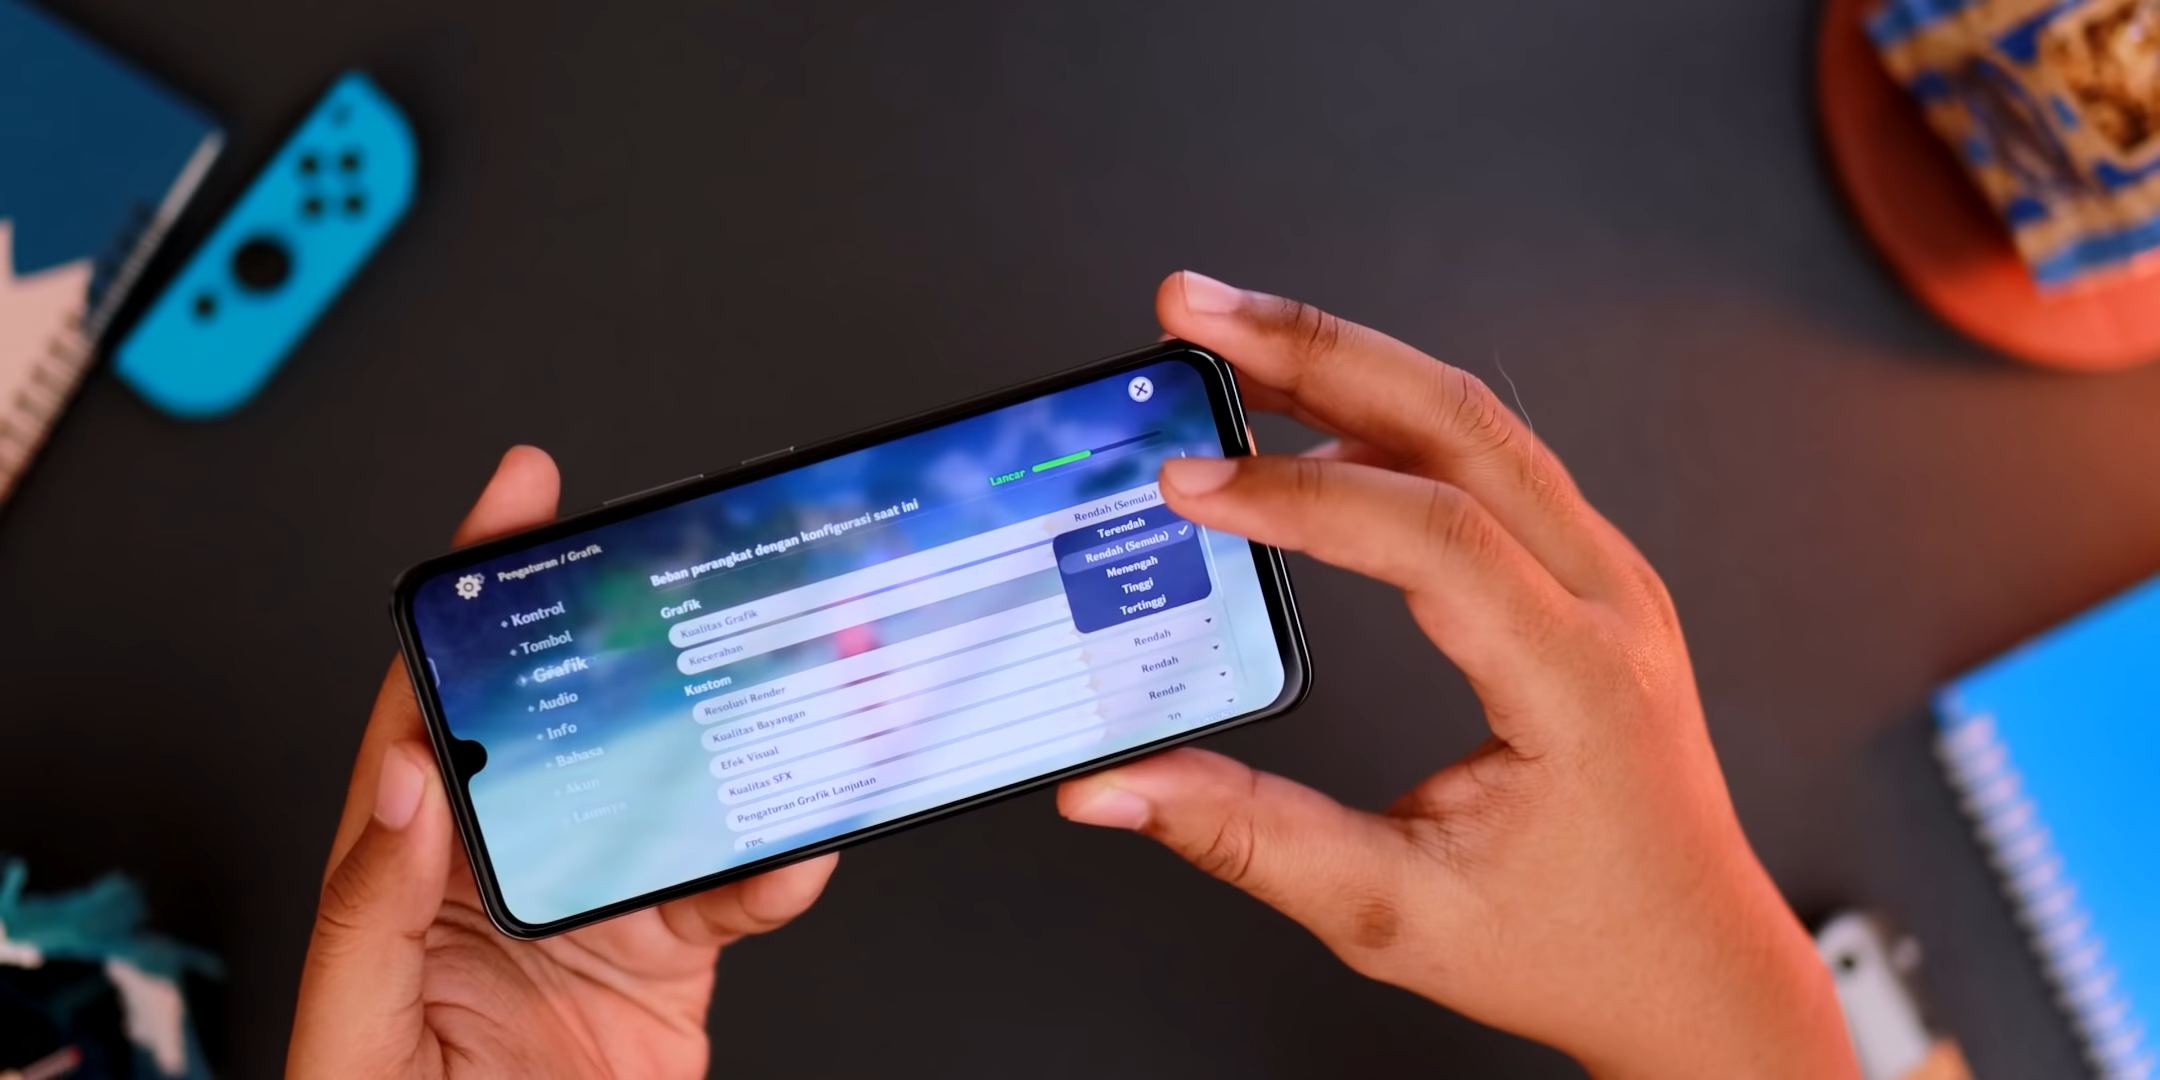 Pengaturan / Grafik
Kontrol
Tombol
Grafik
Audio
Info
Bahasa
Akun
Lainnya
Beban perangkat dengan konfigurasi saat ini
Lancar
Grafik
Kualitas Grafik
Rendah (Semula)
Terendah
Rendah (Semula)
Menengah
Tinggi
Tertinggi
Kecerahan
Kustom
Resolusi Render
Kualitas Bayangan
Rendah
Efek Visual
Rendah
Kualitas SFX
Rendah
Pengaturan Grafik Lanjutan
30
FPS